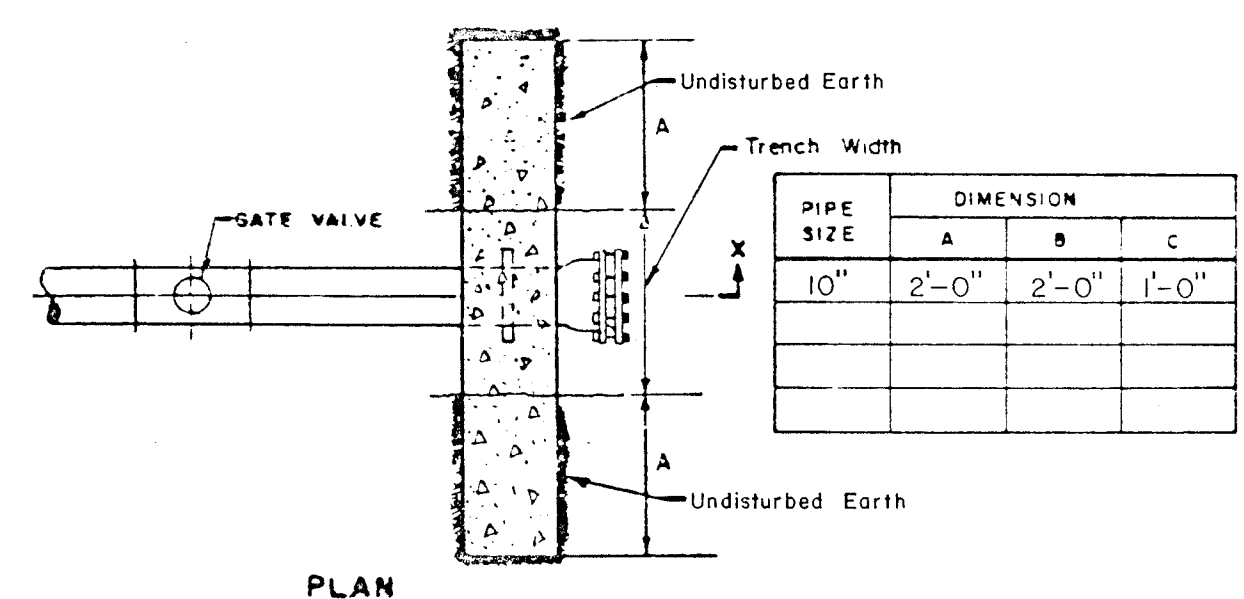 Undisturbed Earth
A
Trench Width
GATE VALVE
X
PIPE SIZE
DIMENSION
A B C
10" 2'-0" 2'-0" 1'-0"
A
Undisturbed Earth
PLAN